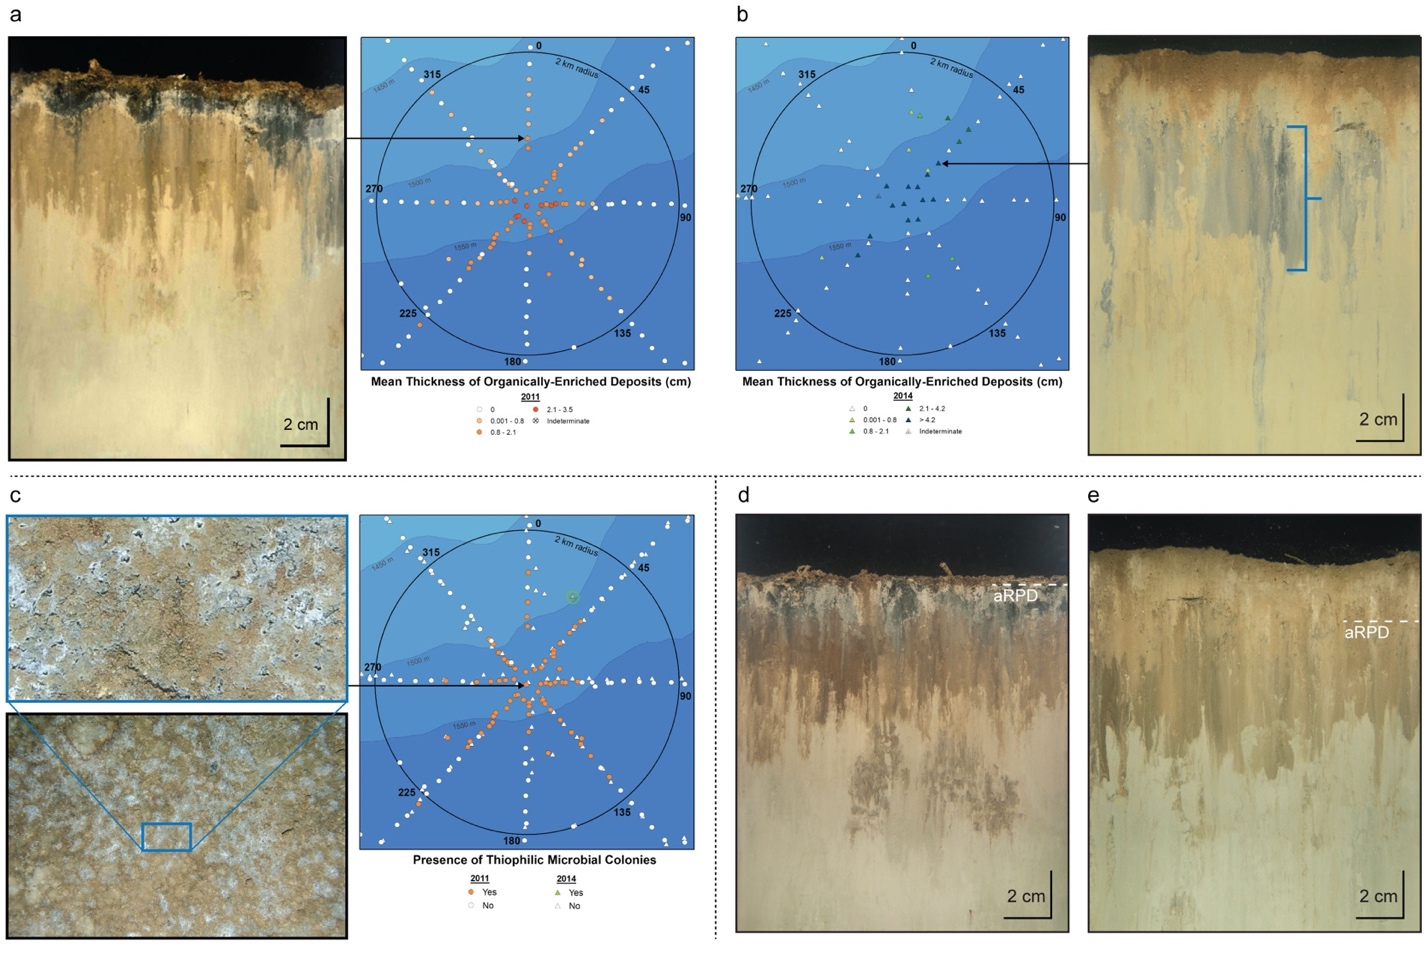 a
2 cm
0
45
90
135
180
225
270
315
2 km radius
1450 m
1500 m
1550 m
Mean Thickness of Organically-Enriched Deposits (cm)
2011
0
2.1 - 3.5
0.001 - 0.8
Indeterminate
0.8 - 2.1
b
0
45
90
135
180
225
270
315
2 km radius
1450 m
1500 m
1550 m
Mean Thickness of Organically-Enriched Deposits (cm)
2014
0
2.1 - 4.2
0.001 - 0.8
> 4.2
0.8 - 2.1
Indeterminate
2 cm
c
0
45
90
135
180
225
270
315
2 km radius
1450 m
1500 m
1550 m
Presence of Thiophilic Microbial Colonies
2011
2014
Yes
Yes
No
No
d
aRPD
2 cm
e
aRPD
2 cm